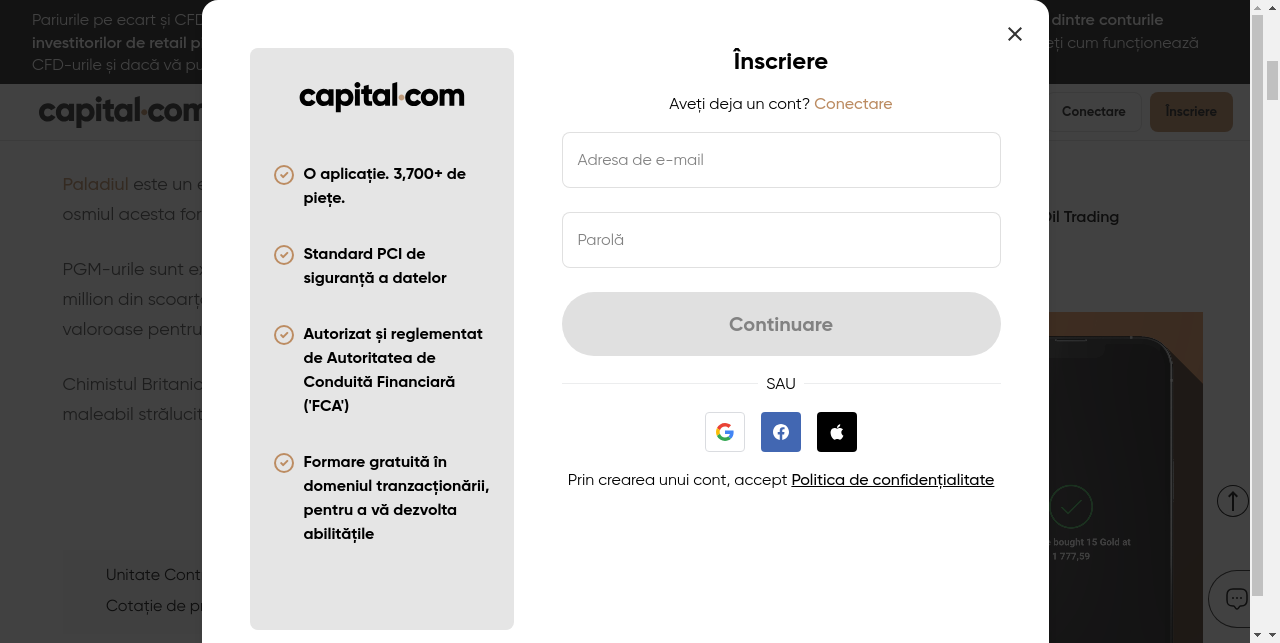 Pariurile pe ecart și CFD
dintre conturile
investitorilor de retail p
eți cum funcționează
CFD-urile și dacă vă pu
capital.com
Conectare
Înscriere
Paladiul este un e
osmiul acesta for
Oil Trading
PGM-urile sunt ex
million din scoarț
valoroase pentru
Chimistul Britanic
maleabil strălucit
bought 15 Gold at
1 777,59
Unitate Cont
Cotație de pr
capital.com
O aplicație. 3,700+ de
piețe.
Standard PCI de
siguranță a datelor
Autorizat și reglementat
de Autoritatea de
Conduită Financiară
('FCA')
Formare gratuită în
domeniul tranzacționării,
pentru a vă dezvolta
abilitățile
Înscriere
Aveți deja un cont? Conectare
Adresa de e-mail
Parolă
Continuare
SAU
Prin crearea unui cont, accept Politica de confidențialitate